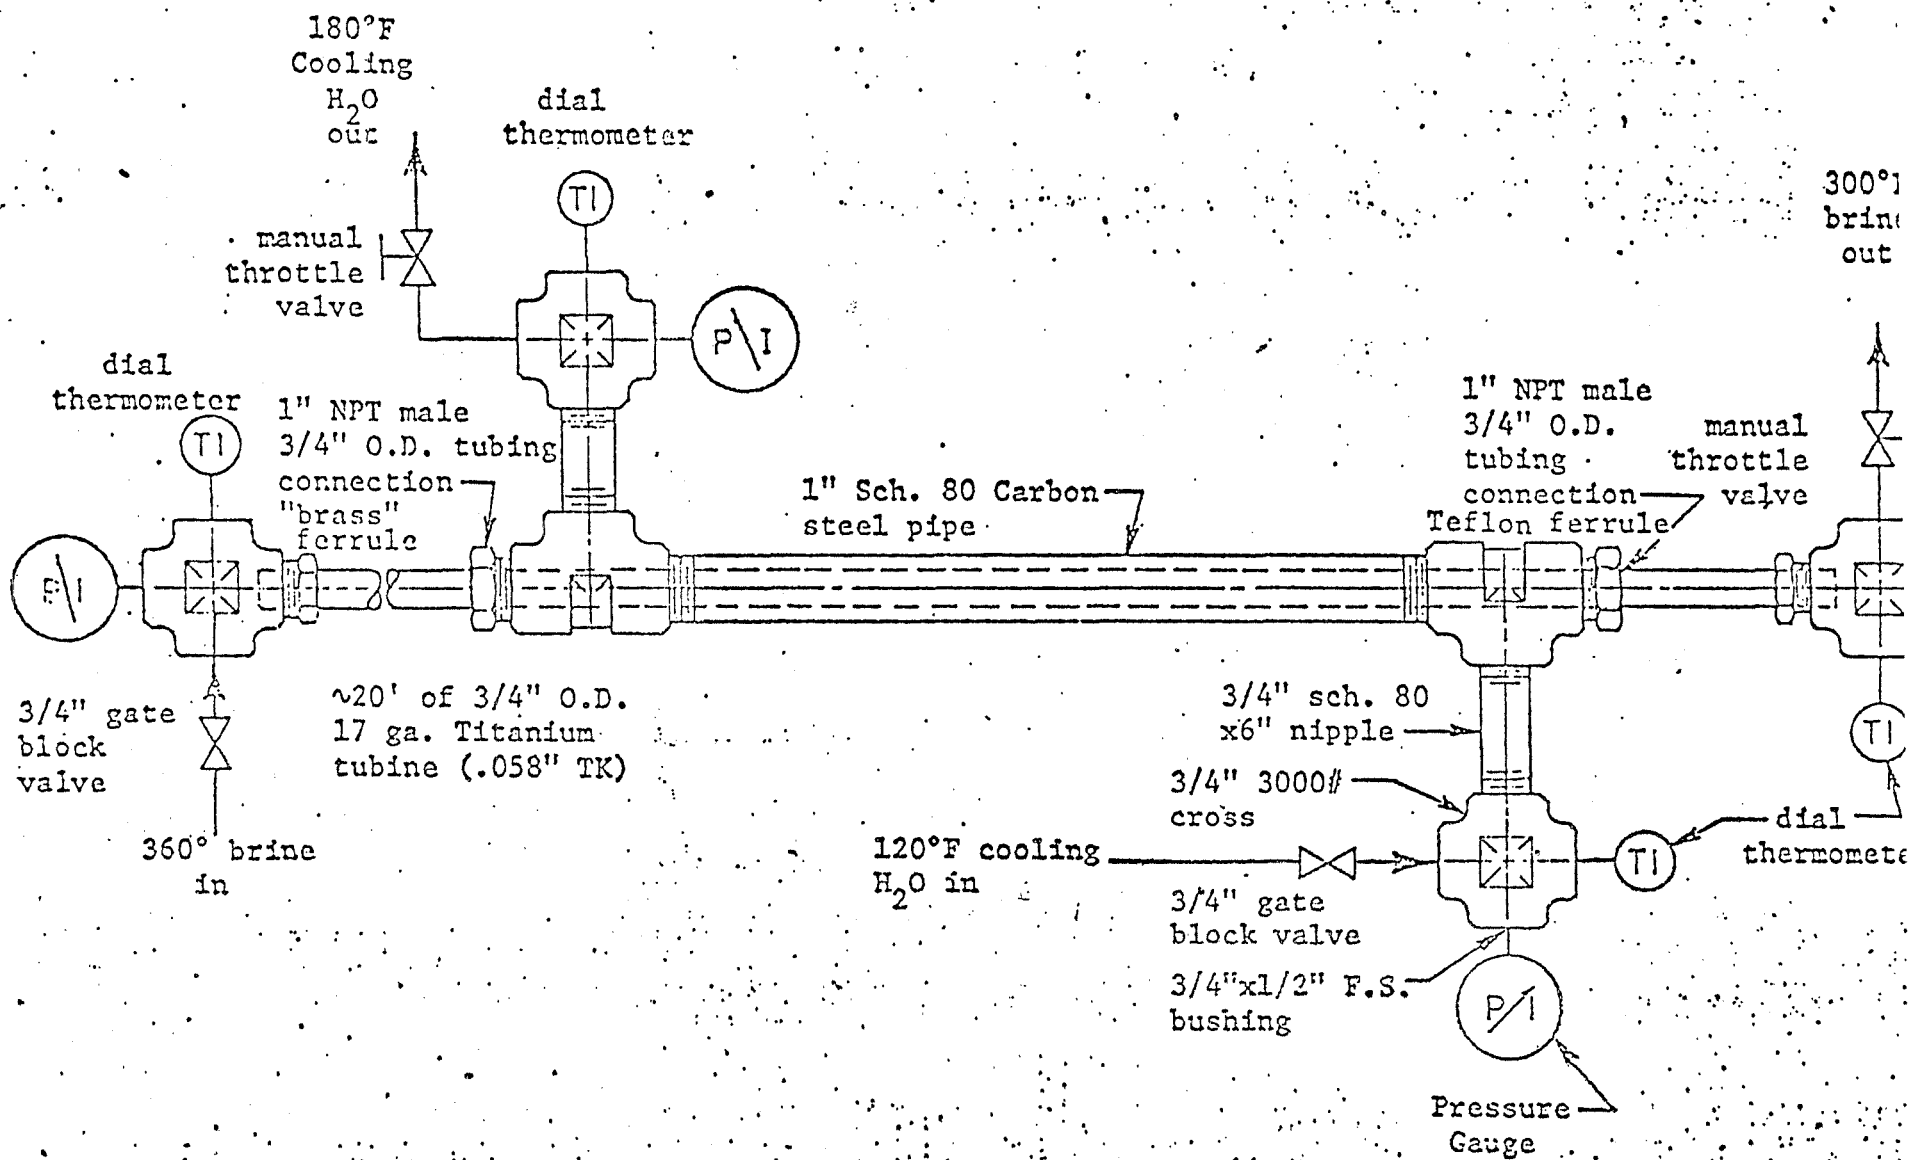 180°F
Cooling
H2O
out
dial
thermometer
TI
manual
throttle
valve
P\I
300°
brin
out
dial
thermometer
TI
1" NPT male
3/4" O.D. tubing
connection
"brass"
ferrule
1" Sch. 80 Carbon
steel pipe
1" NPT male
3/4" O.D.
tubing
connection
Teflon ferrule
manual
throttle
valve
P/I
3/4" gate
block
valve
~20' of 3/4" O.D.
17 ga. Titanium
tubine (.058" TK)
360° brine
in
3/4" sch. 80
x6" nipple
3/4" 3000#
cross
TI
120°F cooling
H2O in
TI
dial
thermomete
3/4" gate
block valve
3/4"x1/2" F.S.
bushing
P/I
Pressure
Gauge